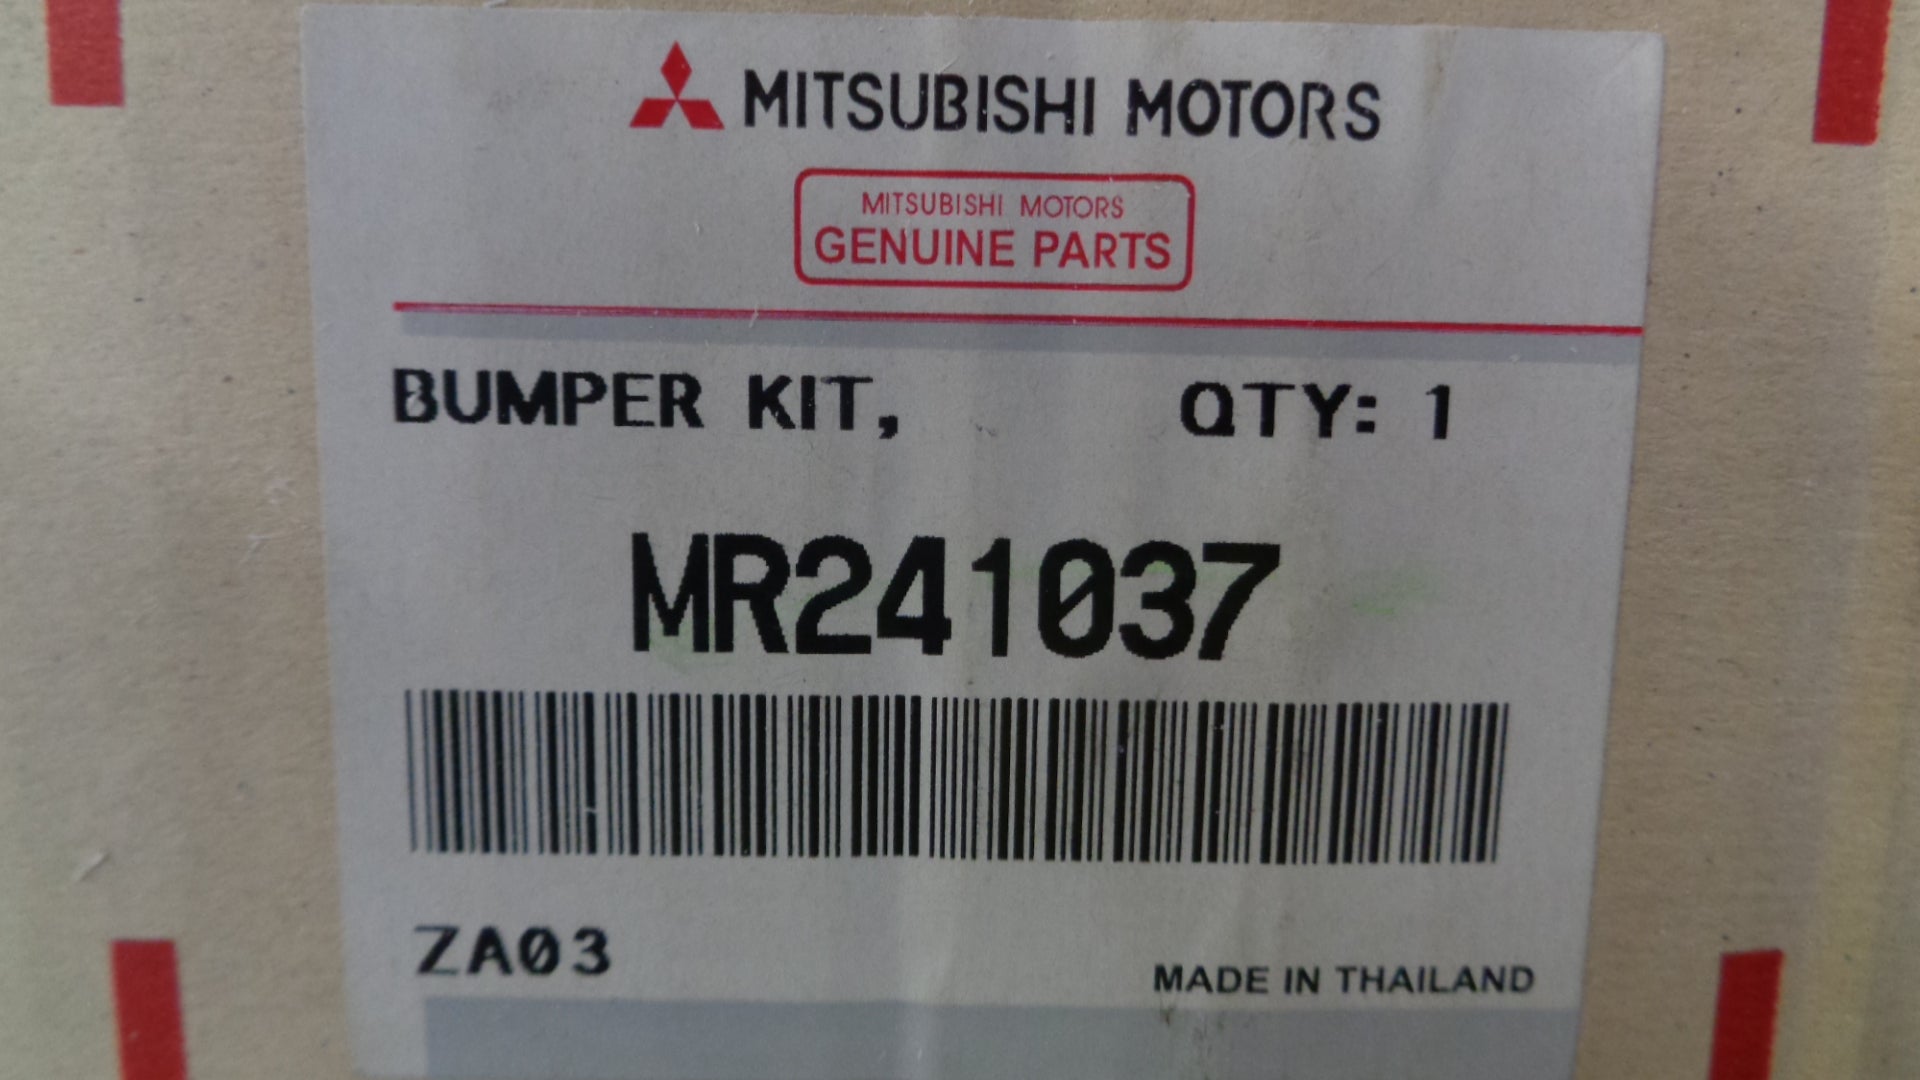 MITSUBISHI MOTORS
MITSUBISHI MOTORS
GENUINE PARTS
BUMPER KIT, QTY: 1
MR241037
ZA03
MADE IN THAILAND